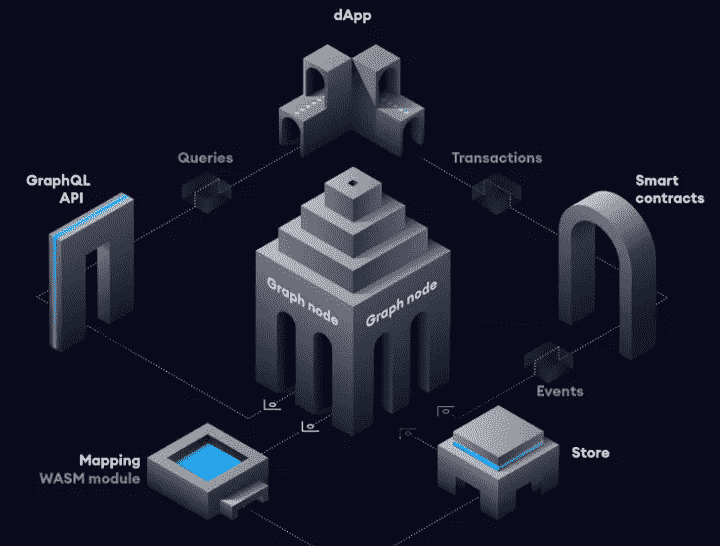 dApp
Queries
Transactions
GraphQL
API
Smart
contracts
Graph node
Graph node
Events
Mapping
WASM module
Store